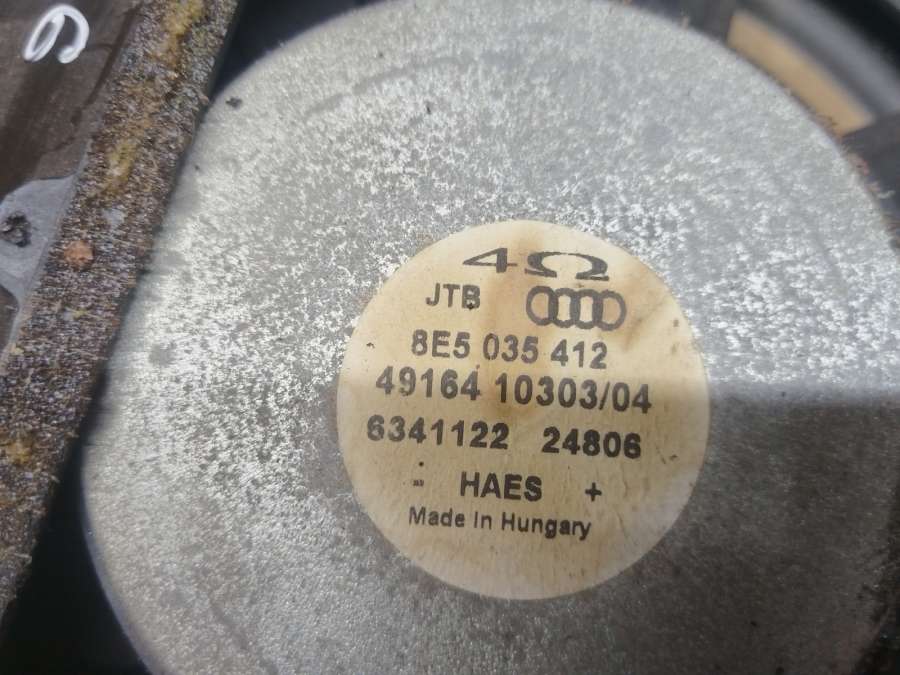 4Ω
JTB
8E5 035 412
49164 10303/04
6341122 24806
- HAES +
Made In Hungary